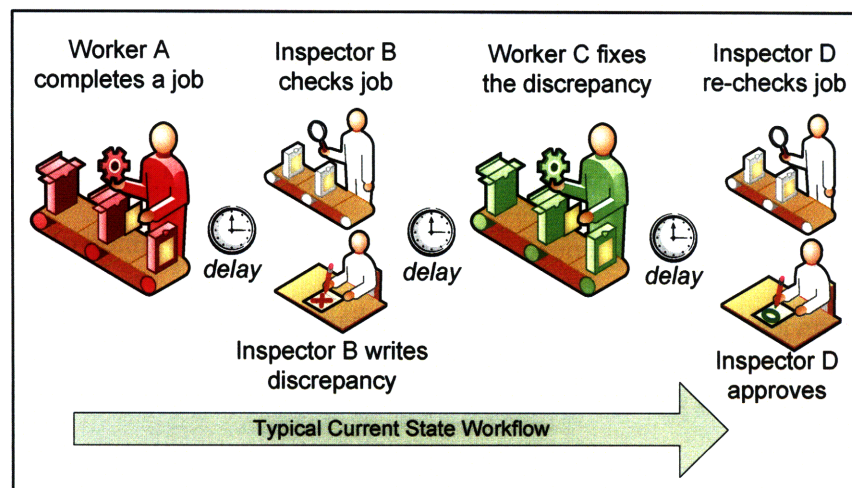 Worker A
completes a job
Inspector B
checks job
Worker C fixes
the discrepancy
Inspector D
re-checks job
delay
delay
delay
Inspector B writes
discrepancy
Inspector D
approves
Typical Current State Workflow